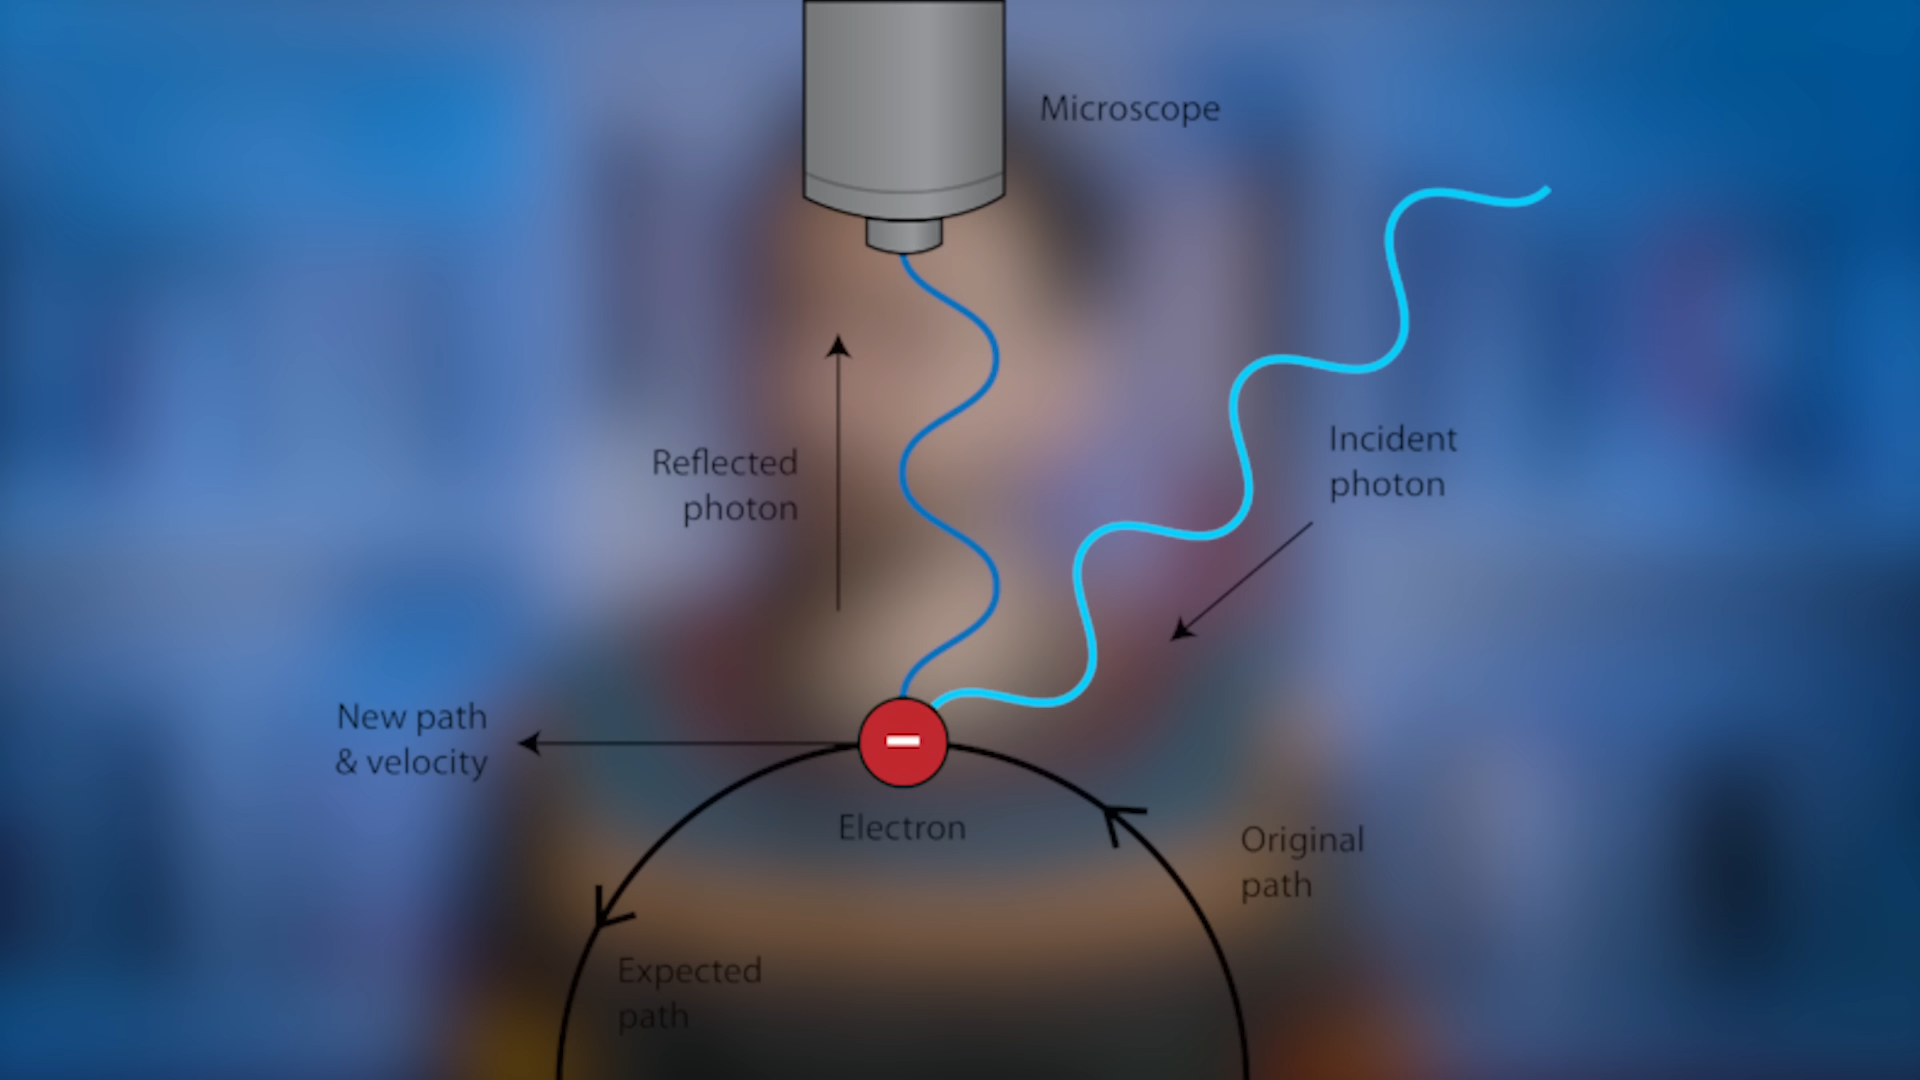 Microscope
Incident
photon
Reflected
photon
New path
& velocity
Electron
Original
path
Expected
path